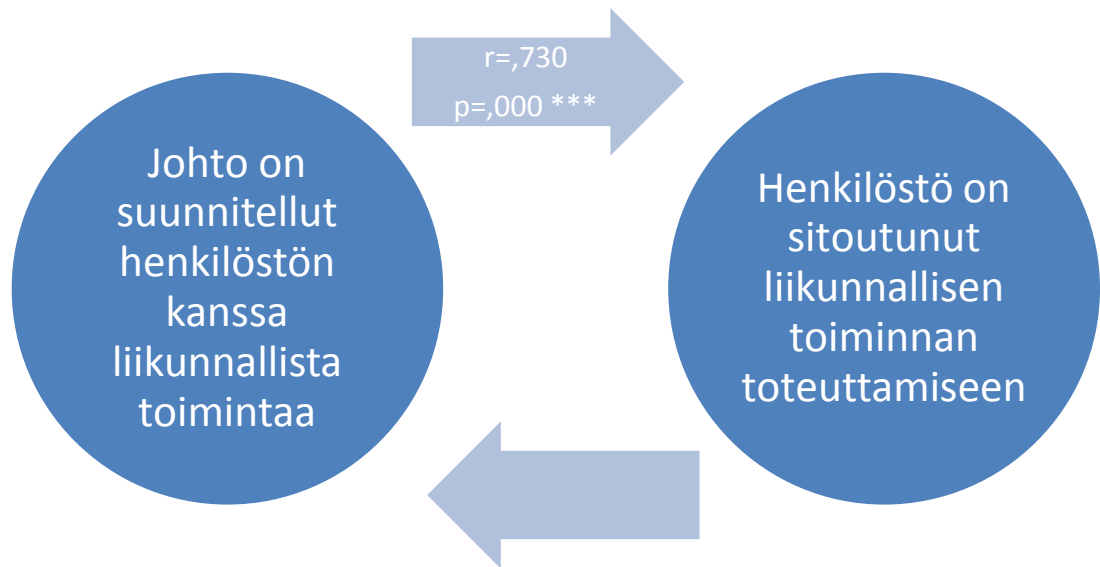 r=,730
p=,000 ***
Johto on
suunnitellut
henkilöstön
kanssa
liikunnallista
toimintaa
Henkilöstö on
sitoutunut
liikunnallisen
toiminnan
toteuttamiseen